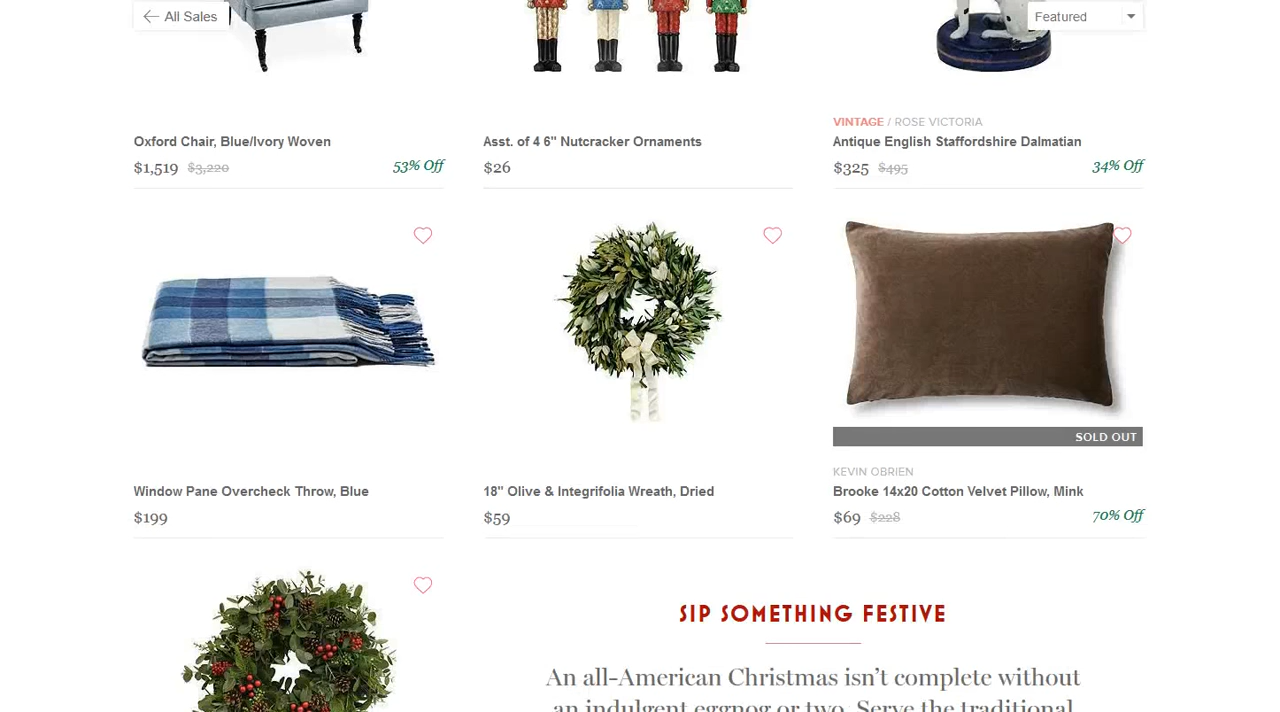 All Sales
Featured
VINTAGE / ROSE VICTORIA
Oxford Chair, Blue/Ivory Woven
Asst. of 4 6" Nutcracker Ornaments
Antique English Staffordshire Dalmatian
$1,519 $3,220 53% Off
$26
$325 $495 34% Off
SOLD OUT
KEVIN OBRIEN
Window Pane Overcheck Throw, Blue
18" Olive & Integrifolia Wreath, Dried
Brooke 14x20 Cotton Velvet Pillow, Mink
$199
$59
$69 $228 70% Off
SIP SOMETHING FESTIVE
An all-American Christmas isn’t complete without
an indulgent eggnog or two. Serve the traditional